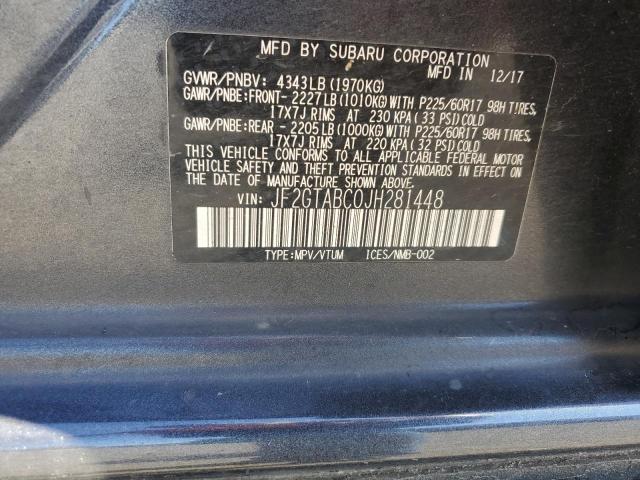 MFD BY SUBARU CORPORATION
MFD IN 12/17
GVWR/PNBV: 4343LB (1970KG)
GAWR/PNBE:FRONT-2227LB(1010KG)WITH P225/60R17 98H TIRES,
17X7J RIMS AT 230 KPA (33 PSI)COLD
GAWR/PNBE:REAR -2205LB(1000KG)WITH P225/60R17 98H TIRES,
17X7J RIMS AT 220 KPA (32 PSI)COLD
THIS VEHICLE CONFORMS TO ALL APPLICABLE FEDERAL MOTOR
VEHICLE SAFETY AND THEFT PREVENTION STANDARDS IN EFFECT ON THE
DATE OF MANUFACTURE SHOWN ABOVE.
VIN: JF2GTABC0JH281448
TYPE:MPV/VTUM ICES/NMB-002